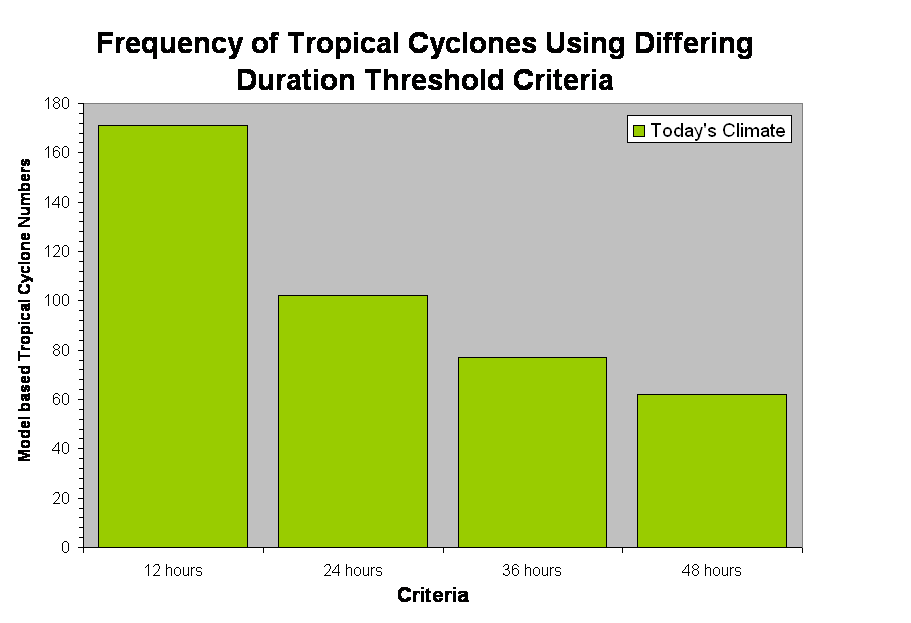 Frequency of Tropical Cyclones Using Differing
Duration Threshold Criteria
Model based Tropical Cyclone Numbers
180
160
140
120
100
80
60
40
20
0
Today's Climate
12 hours
24 hours
36 hours
48 hours
Criteria